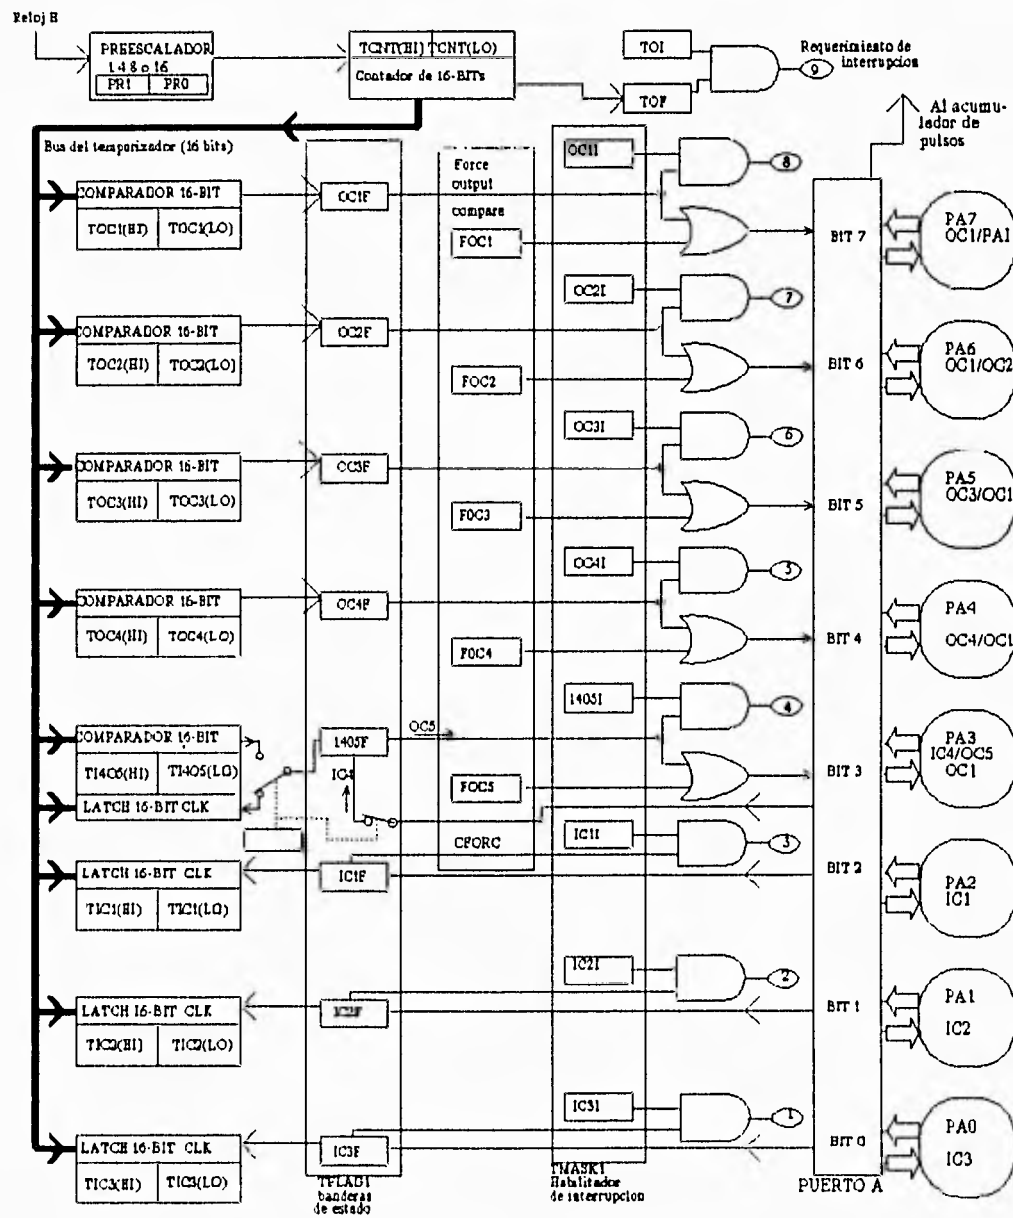 Reloj E
PREESCALADOR
1 4 8 o 16
PR1 PR0
TCNT(HI) TCNT(LO)
Contador de 16-BITs
TOI
TOF
Requerimiento de
interrupcion
9
Al acumu-
lador de
pulsos
Bus del temporizador (16 bits)
Force
output
compare
COMPARADOR 16-BIT
TOC1(HI) TOC1(LO)
OC1F
FOC1
OC1I
8
BIT 7
PA7
OC1/PAI
COMPARADOR 16-BIT
TOC2(HI) TOC2(LO)
OC2F
FOC2
OC2I
7
BIT 6
PA6
OC1/OC2
COMPARADOR 16-BIT
TOC3(HI) TOC3(LO)
OC3F
FOC3
OC3I
6
BIT 5
PA5
OC3/OC1
COMPARADOR 16-BIT
TOC4(HI) TOC4(LO)
OC4F
FOC4
OC4I
5
BIT 4
PA4
OC4/OC1
COMPARADOR 16-BIT
TI4O5(HI) TI4O5(LO)
LATCH 16-BIT CLK
1405F
OC5
IC4
FOC5
CFORC
1405I
4
BIT 3
PA3
IC4/OC5
OC1
LATCH 16-BIT CLK
TIC1(HI) TIC1(LO)
IC1F
IC1I
3
BIT 2
PA2
IC1
LATCH 16-BIT CLK
TIC2(HI) TIC2(LO)
IC2F
IC2I
2
BIT 1
PA1
IC2
LATCH 16-BIT CLK
TIC3(HI) TIC3(LO)
IC3F
IC3I
1
BIT 0
PA0
IC3
TFLAG1
banderas
de estado
TMASK1
Habilitador
de interrupcion
PUERTO A